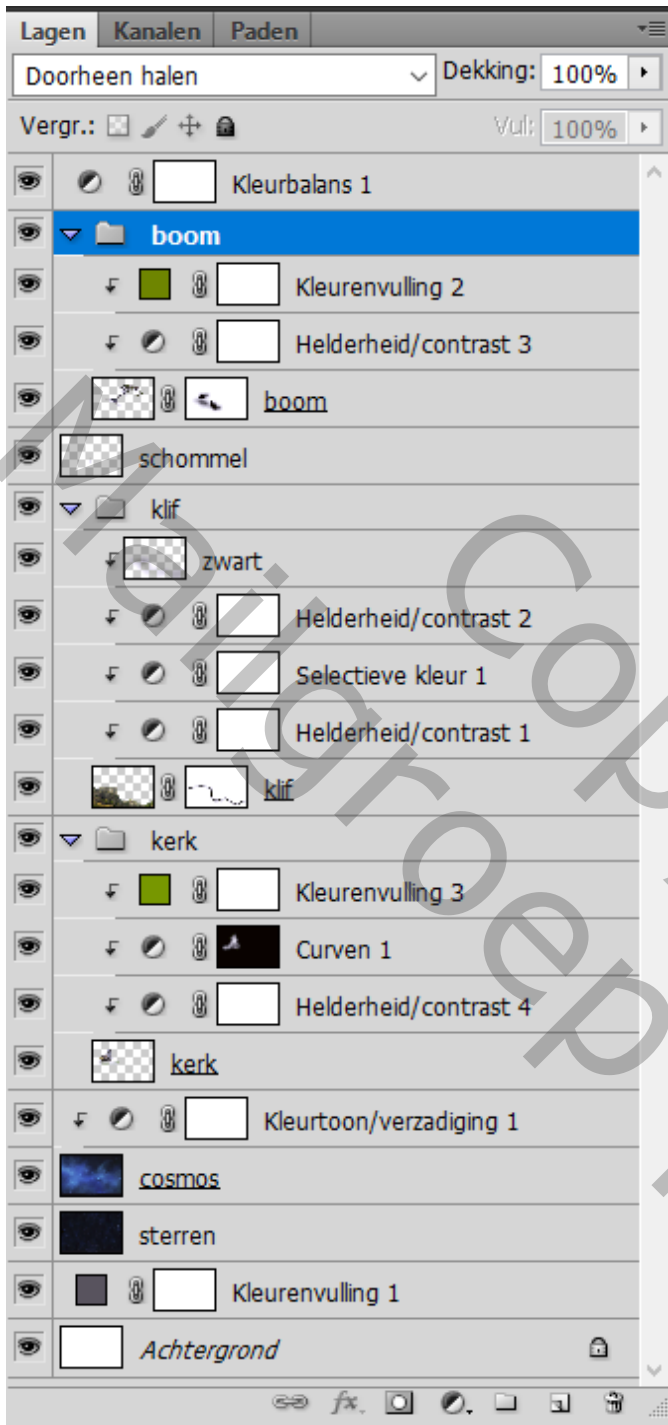 Lagen Kanalen Paden
Doorheen halen Dekking: 100%
Vergr.: Vul: 100%
Kleurbalans 1
boom
Kleurenvulling 2
Helderheid/contrast 3
boom
schommel
klif
zwart
Helderheid/contrast 2
Selectieve kleur 1
Helderheid/contrast 1
klif
kerk
Kleurenvulling 3
Curven 1
Helderheid/contrast 4
kerk
Kleurtoon/verzadiging 1
cosmos
sterren
Kleurenvulling 1
Achtergrond
fx